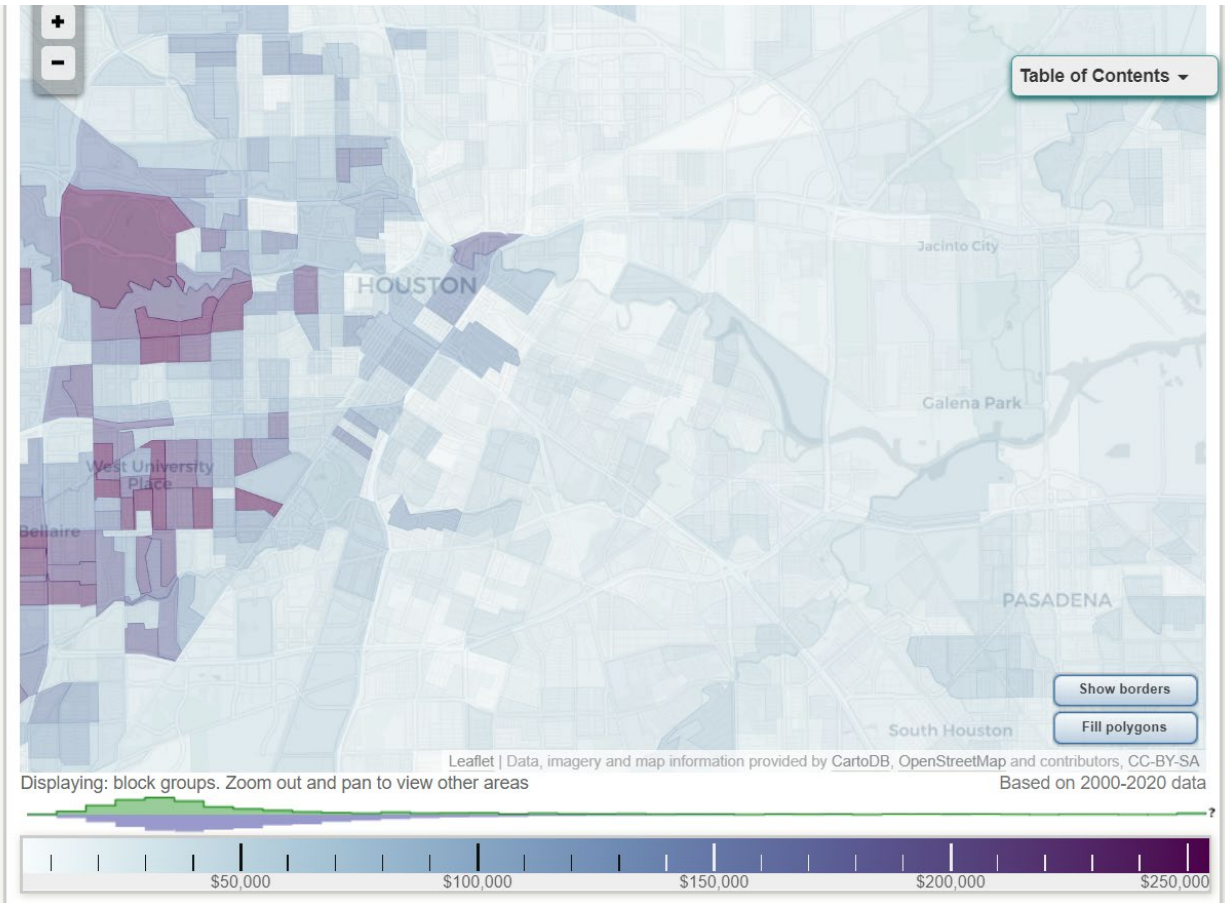 +
-
Table of Contents
Jacinto City
HOUSTON
Galena Park
West University
Place
Bellaire
PASADENA
Show borders
Fill polygons
South Houston
Leaflet | Data, imagery and map information provided by CartoDB, OpenStreetMap and contributors, CC-BY-SA
Displaying: block groups. Zoom out and pan to view other areas
Based on 2000-2020 data
?
$50,000
$100,000
$150,000
$200,000
$250,000